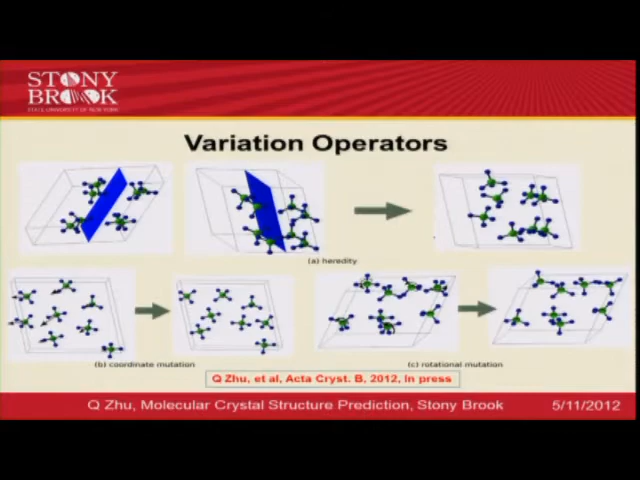 STONY
BROOK
STATE UNIVERSITY OF NEW YORK
Variation Operators
(a) heredity
(b) coordinate mutation
(c) rotational mutation
Q Zhu, et al, Acta Cryst. B, 2012, In press
Q Zhu, Molecular Crystal Structure Prediction, Stony Brook
5/11/2012